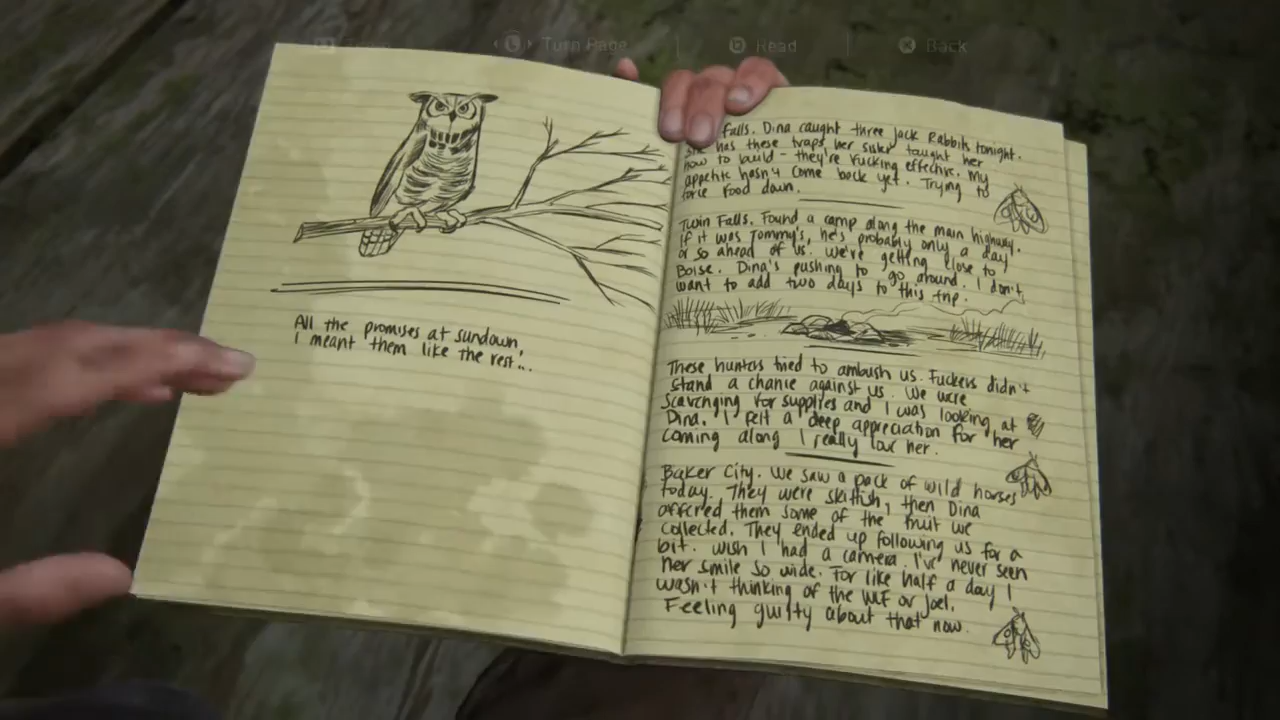 Turn Page
Read
Back
All the promises at sundown,
I meant them like the rest...
Falls. Dina caught three Jack Rabbits tonight.
She has these traps her sister taught her
how to build - they're fucking effective. My
appetite hasn't come back yet. Trying to
force food down.
Twin Falls. Found a camp along the main highway.
If it was Tommy's, he's probably only a day
or so ahead of us. We're getting close to
Boise. Dina's pushing to go around. I don't
want to add two days to this trip.
These hunters tried to ambush us. Fuckers didn't
stand a chance against us. We were
scavenging for supplies and I was looking at
Dina. I felt a deep appreciation for her
coming along I really love her.
Baker City. We saw a pack of wild horses
today. They were skittish, then Dina
offered them some of the fruit we
collected. They ended up following us for a
bit. Wish I had a camera. I've never seen
her smile so wide. For like half a day I
wasn't thinking of the WLF or Joel.
Feeling guilty about that now.